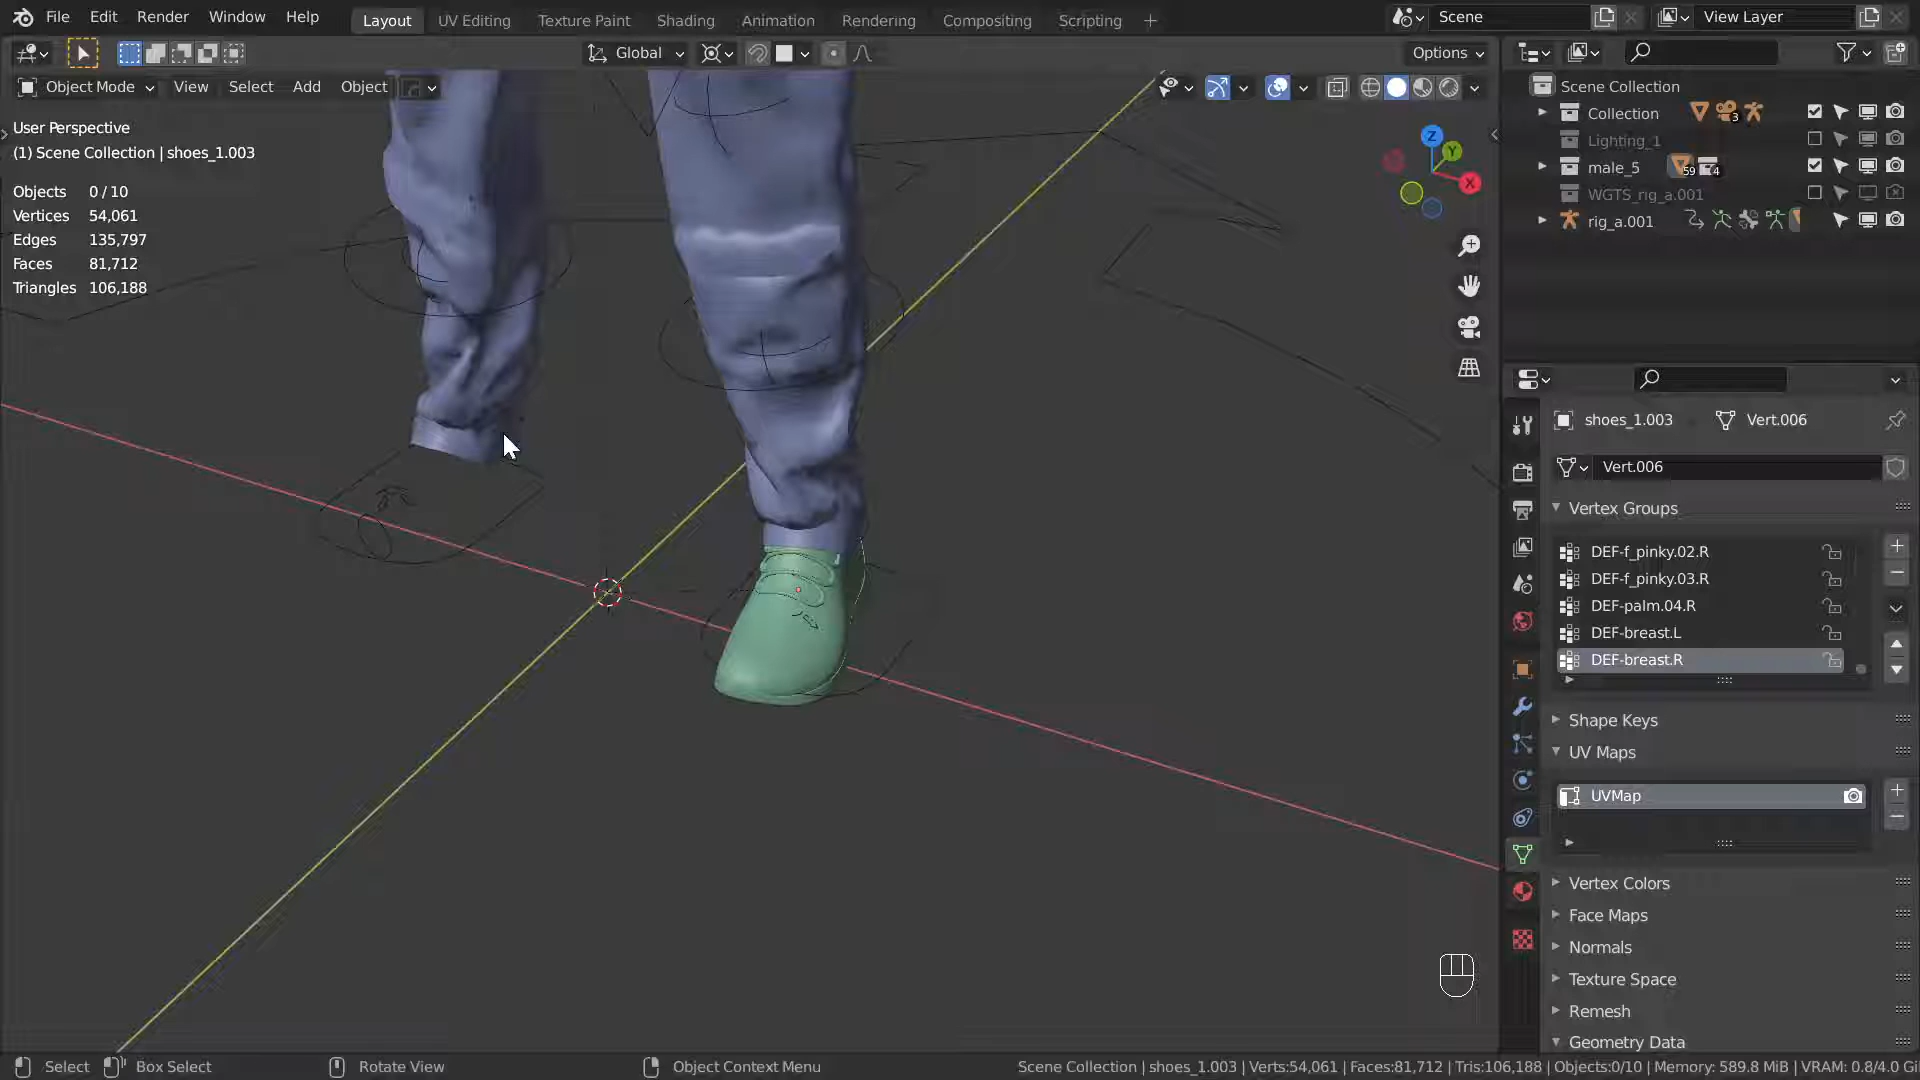 File Edit Render Window Help Layout UV Editing Texture Paint Shading Animation Rendering Compositing Scripting Scene View Layer
Global Options
Object Mode View Select Add Object
Scene Collection
User Perspective
(1) Scene Collection | shoes_1.003
Objects 0 / 10
Vertices 54,061
Edges 135,797
Faces 81,712
Triangles 106,188
Z
Y
X
Collection 3
Lighting_1
male_5 59 4
WGTS_rig_a.001
rig_a.001
shoes_1.003 Vert.006
Vert.006
Vertex Groups
DEF-f_pinky.02.R
DEF-f_pinky.03.R
DEF-palm.04.R
DEF-breast.L
DEF-breast.R
Shape Keys
UV Maps
UVMap
Vertex Colors
Face Maps
Normals
Texture Space
Remesh
Geometry Data
Select Box Select Rotate View Object Context Menu Scene Collection | shoes_1.003 | Verts:54,061 | Faces:81,712 | Tris:106,188 | Objects:0/10 | Memory: 589.8 MiB | VRAM: 0.8/4.0 Gi